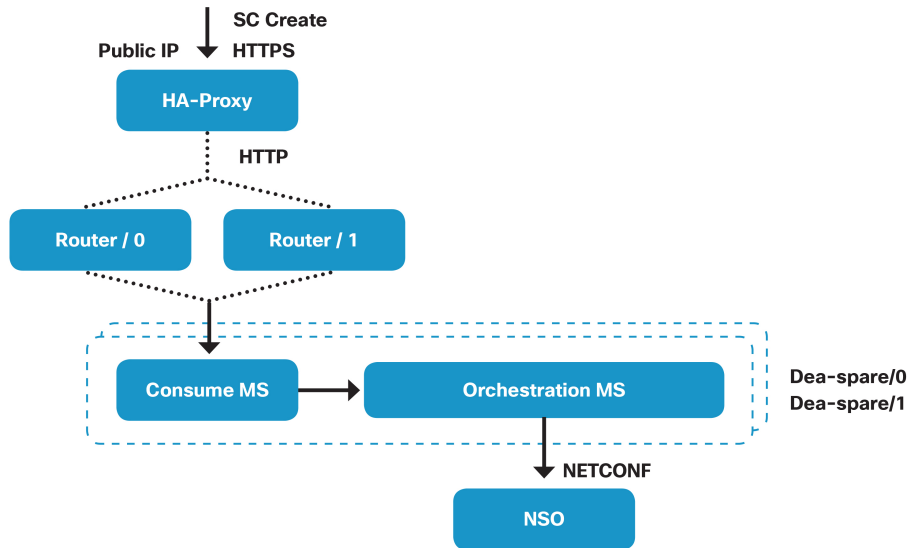 SC Create
Public IP HTTPS
HA-Proxy
HTTP
Router / 0 Router / 1
Consume MS Orchestration MS
Dea-spare/0
Dea-spare/1
NETCONF
NSO